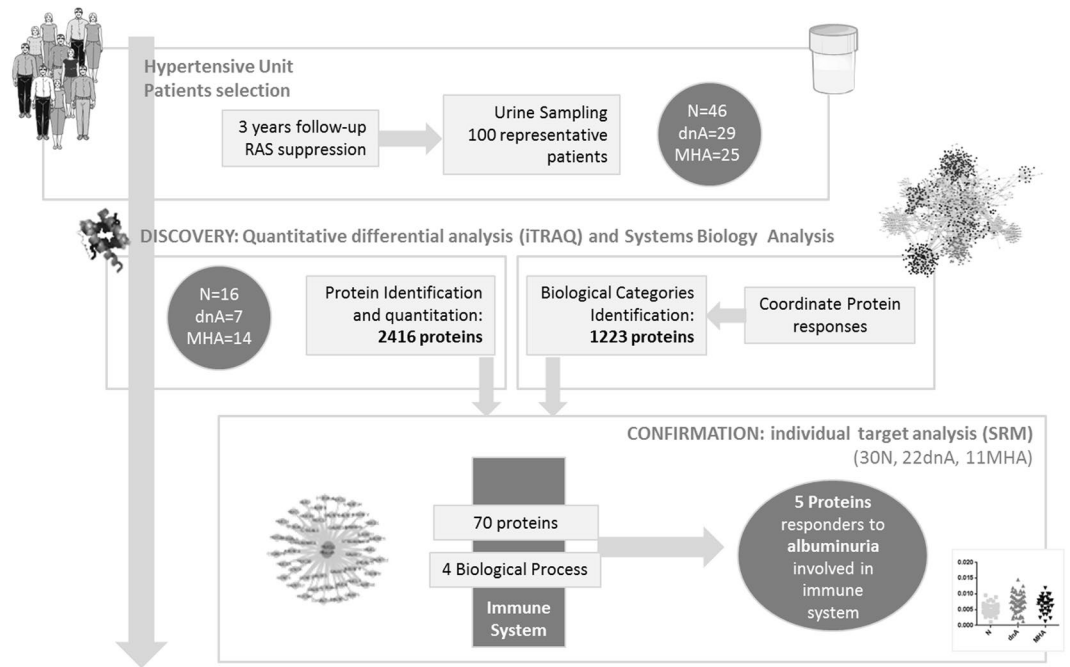 Hypertensive Unit
Patients selection
3 years follow-up
RAS suppression
Urine Sampling
100 representative
patients
N=46
dnA=29
MHA=25
DISCOVERY: Quantitative differential analysis (iTRAQ) and Systems Biology Analysis
N=16
dnA=7
MHA=14
Protein Identification
and quantitation:
2416 proteins
Biological Categories
Identification:
1223 proteins
Coordinate Protein
responses
CONFIRMATION: individual target analysis (SRM)
(30N, 22dnA, 11MHA)
70 proteins
4 Biological Process
Immune
System
5 Proteins
responders to
albuminuria
involved in
immune
system
0.020
0.015
0.010
0.005
0.000
N
dnA
MHA